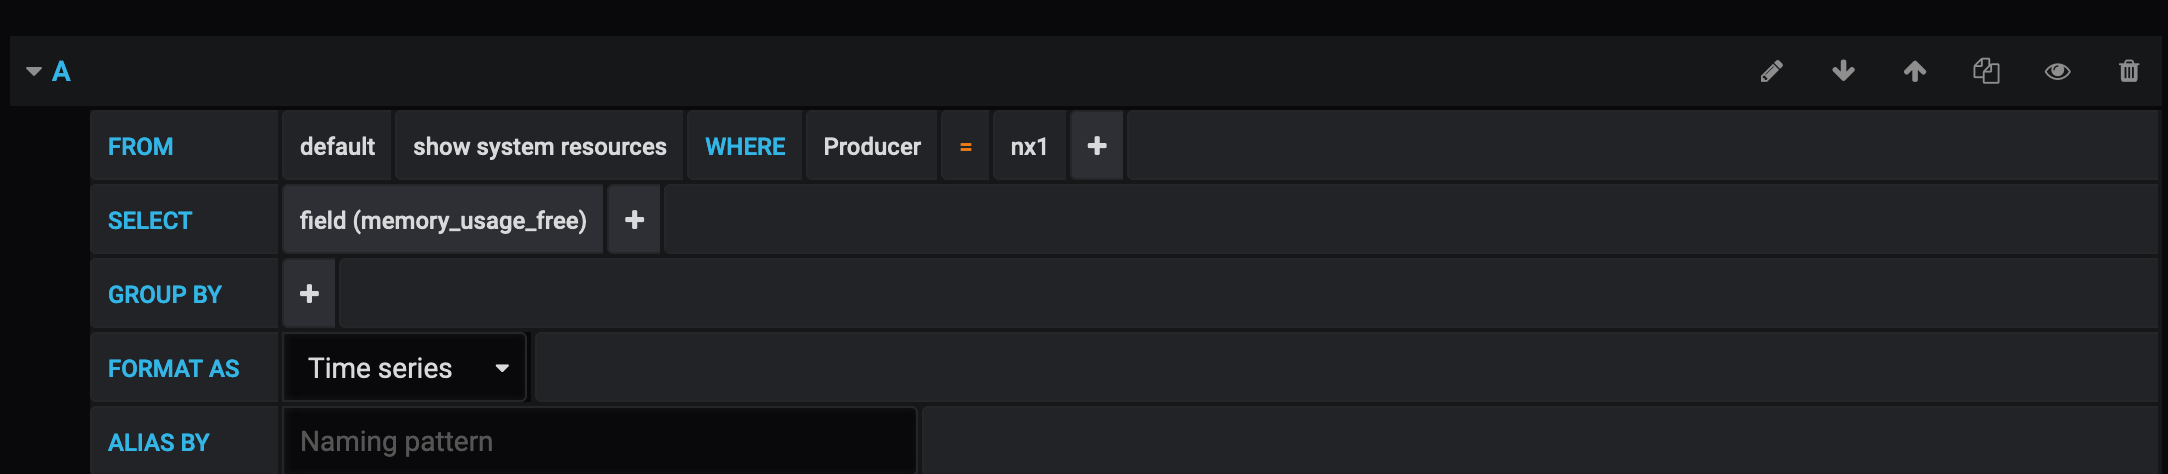 A
FROM default show system resources WHERE Producer = nx1 +
SELECT field (memory_usage_free) +
GROUP BY +
FORMAT AS Time series
ALIAS BY Naming pattern